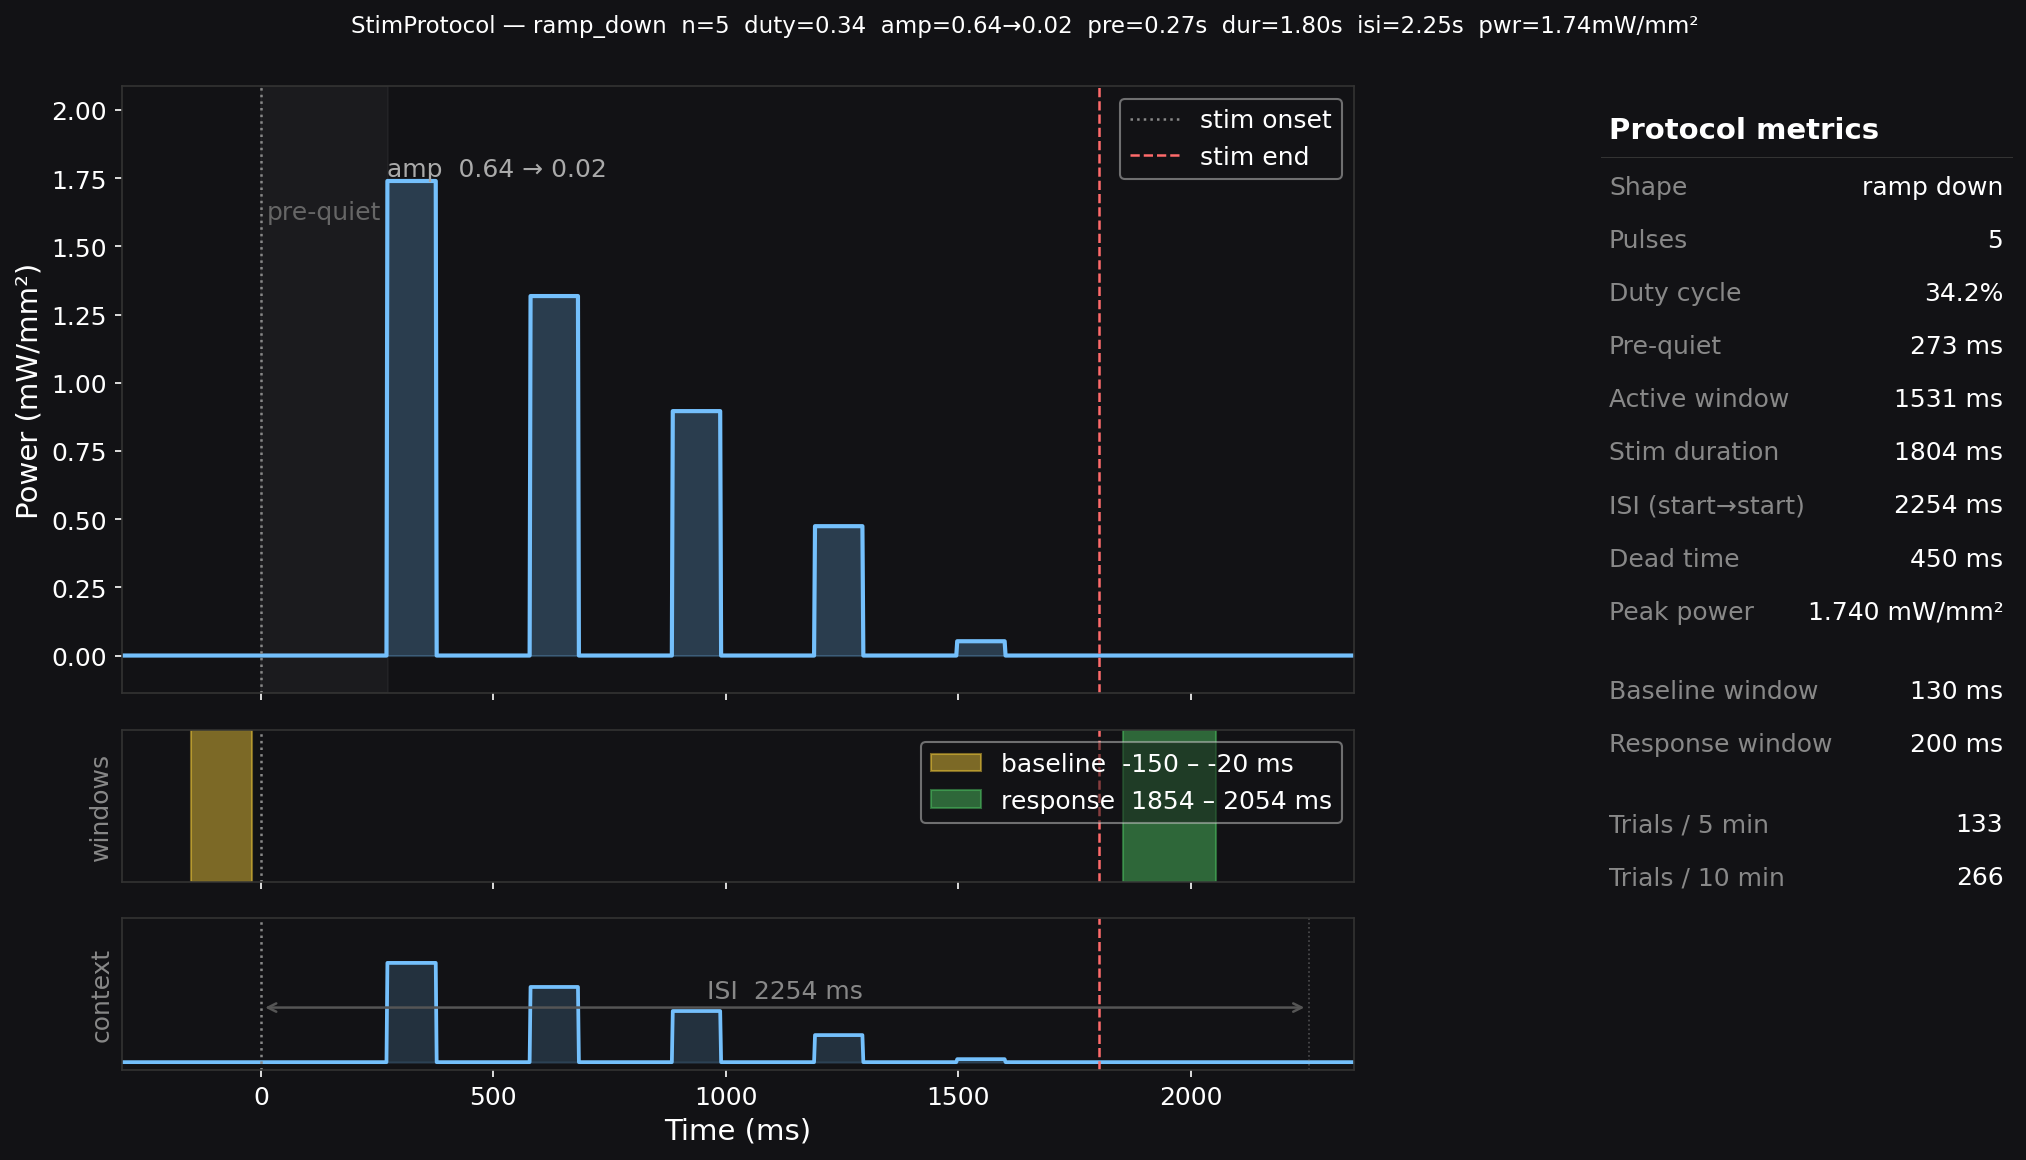 StimProtocol — ramp_down  n=5  duty=0.34  amp=0.64→0.02  pre=0.27s  dur=1.80s  isi=2.25s  pwr=1.74mW/mm²
Power (mW/mm²)
2.00
1.75
1.50
1.25
1.00
0.75
0.50
0.25
0.00
amp  0.64 → 0.02
pre-quiet
stim onset
stim end
windows
baseline  -150 – -20 ms
response  1854 – 2054 ms
context
ISI  2254 ms
0
500
1000
1500
2000
Time (ms)
Protocol metrics
Shape ramp down
Pulses 5
Duty cycle 34.2%
Pre-quiet 273 ms
Active window 1531 ms
Stim duration 1804 ms
ISI (start→start) 2254 ms
Dead time 450 ms
Peak power 1.740 mW/mm²
Baseline window 130 ms
Response window 200 ms
Trials / 5 min 133
Trials / 10 min 266